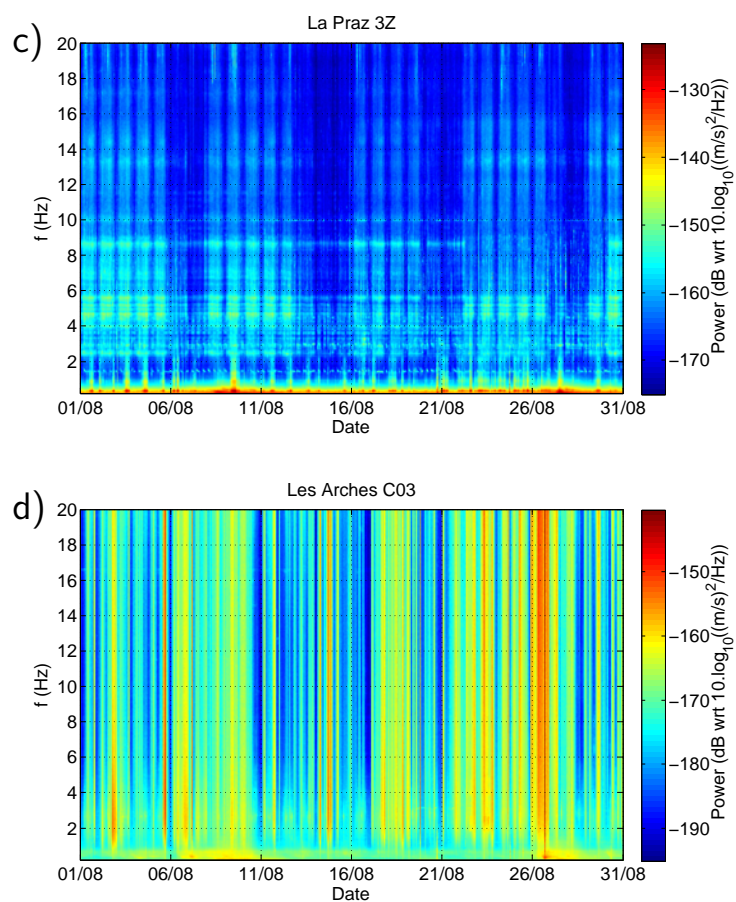 c)
La Praz 3Z
20
18
16
14
12
10
8
6
4
2
f (Hz)
01/08 06/08 11/08 16/08 21/08 26/08 31/08
Date
−130
−140
−150
−160
−170
Power (dB wrt 10.log10((m/s)2/Hz))
d)
Les Arches C03
20
18
16
14
12
10
8
6
4
2
f (Hz)
01/08 06/08 11/08 16/08 21/08 26/08 31/08
Date
−150
−160
−170
−180
−190
Power (dB wrt 10.log10((m/s)2/Hz))